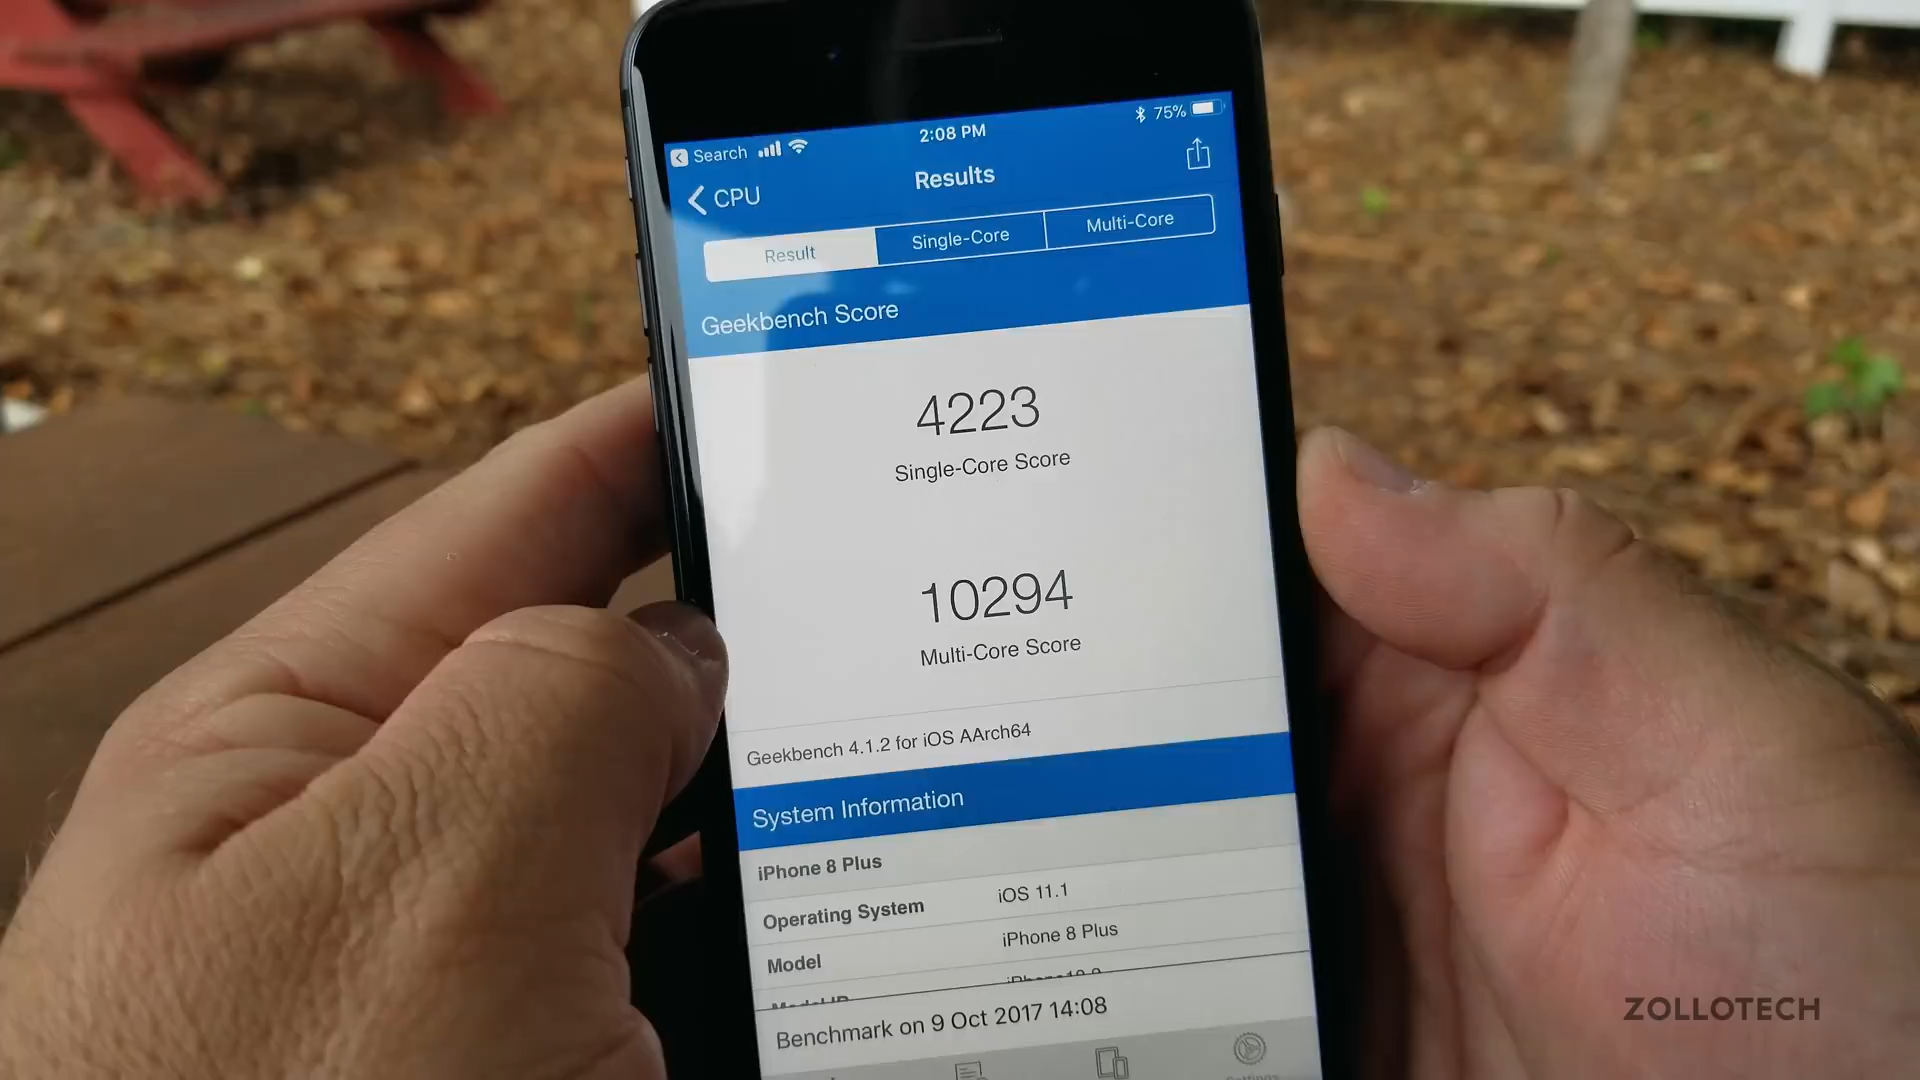 Search 2:08 PM 75%
CPU Results
Result Single-Core Multi-Core
Geekbench Score
4223
Single-Core Score
10294
Multi-Core Score
Geekbench 4.1.2 for iOS AArch64
System Information
iPhone 8 Plus
Operating System iOS 11.1
Model iPhone 8 Plus
Benchmark on 9 Oct 2017 14:08
ZOLLOTECH